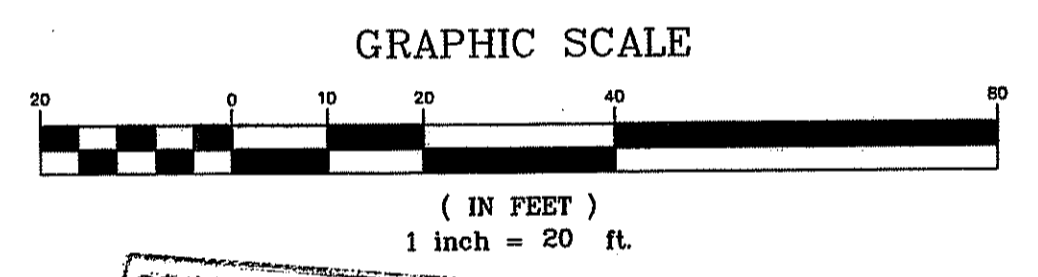 GRAPHIC SCALE
20 0 10 20 40 80
( IN FEET )
1 inch = 20 ft.